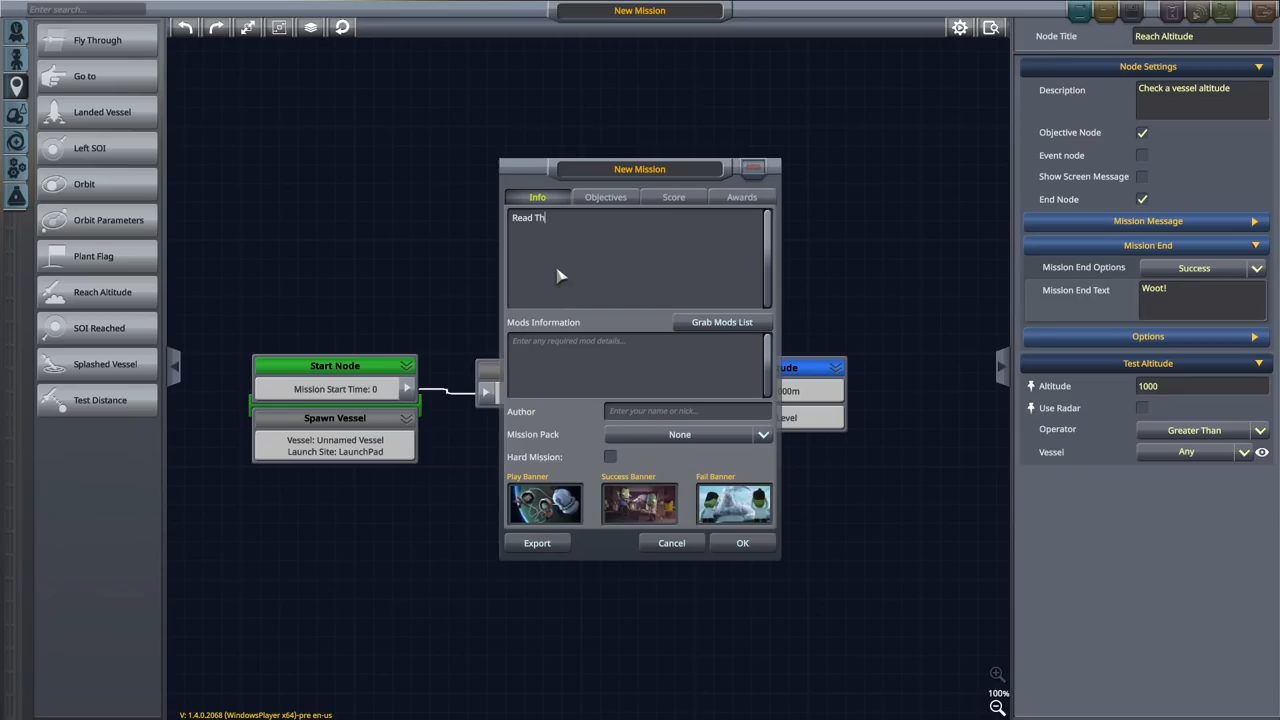 Enter search...
New Mission
Fly Through
Go to
Landed Vessel
Left SOI
Orbit
Orbit Parameters
Plant Flag
Reach Altitude
SOI Reached
Splashed Vessel
Test Distance
Start Node
Mission Start Time: 0
Spawn Vessel
Vessel: Unnamed Vessel
Launch Site: LaunchPad
New Mission
Info
Objectives
Score
Awards
Read Th
Mods Information
Grab Mods List
Enter any required mod details...
Author
Enter your name or nick...
Mission Pack
None
Hard Mission:
Play Banner
Success Banner
Fail Banner
Export
Cancel
OK
ude
000m
evel
Node Title
Reach Altitude
Node Settings
Description
Check a vessel altitude
Objective Node
Event node
Show Screen Message
End Node
Mission Message
Mission End
Mission End Options
Success
Mission End Text
Woot!
Options
Test Altitude
Altitude
1000
Use Radar
Operator
Greater Than
Vessel
Any
100%
V: 1.4.0.2068 [WindowsPlayer x64]-pre en-us